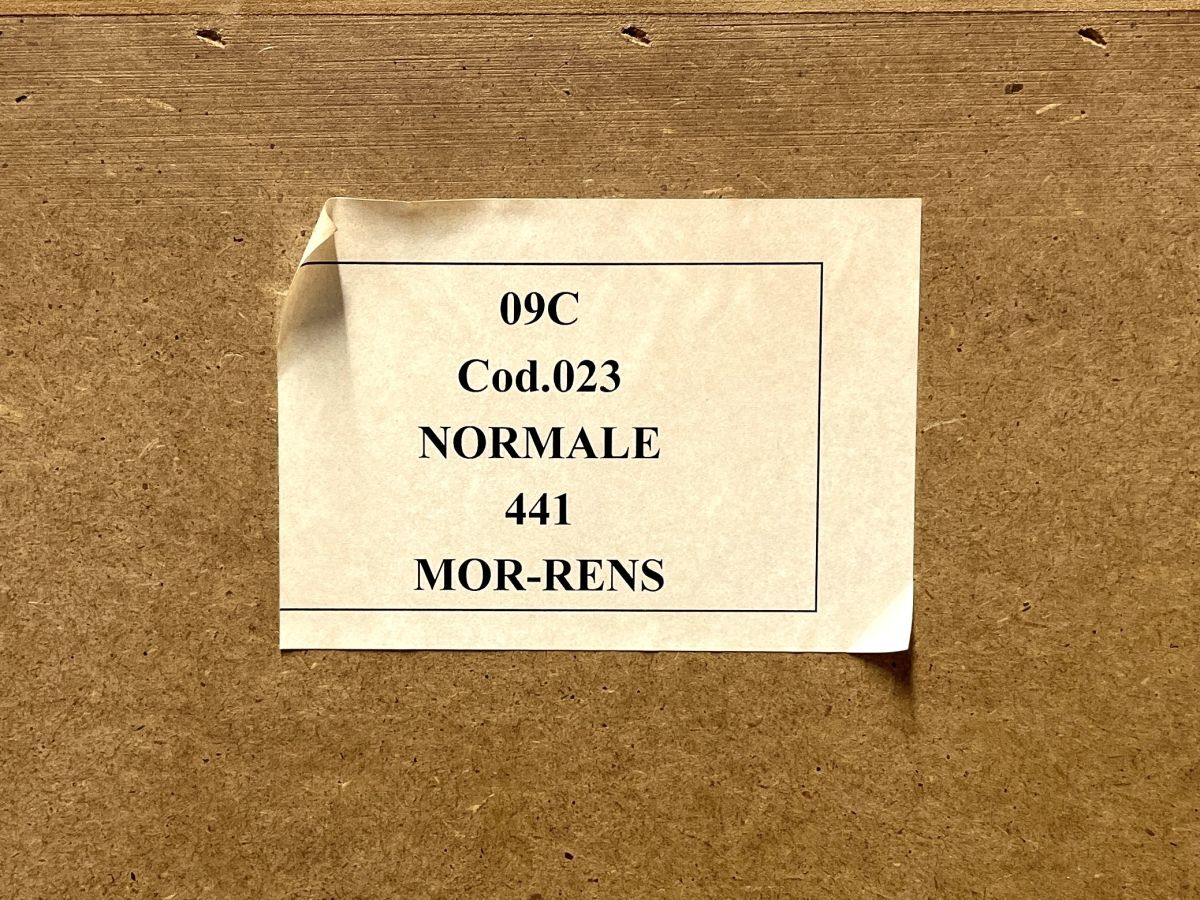 09C
Cod.023
NORMALE
441
MOR-RENS